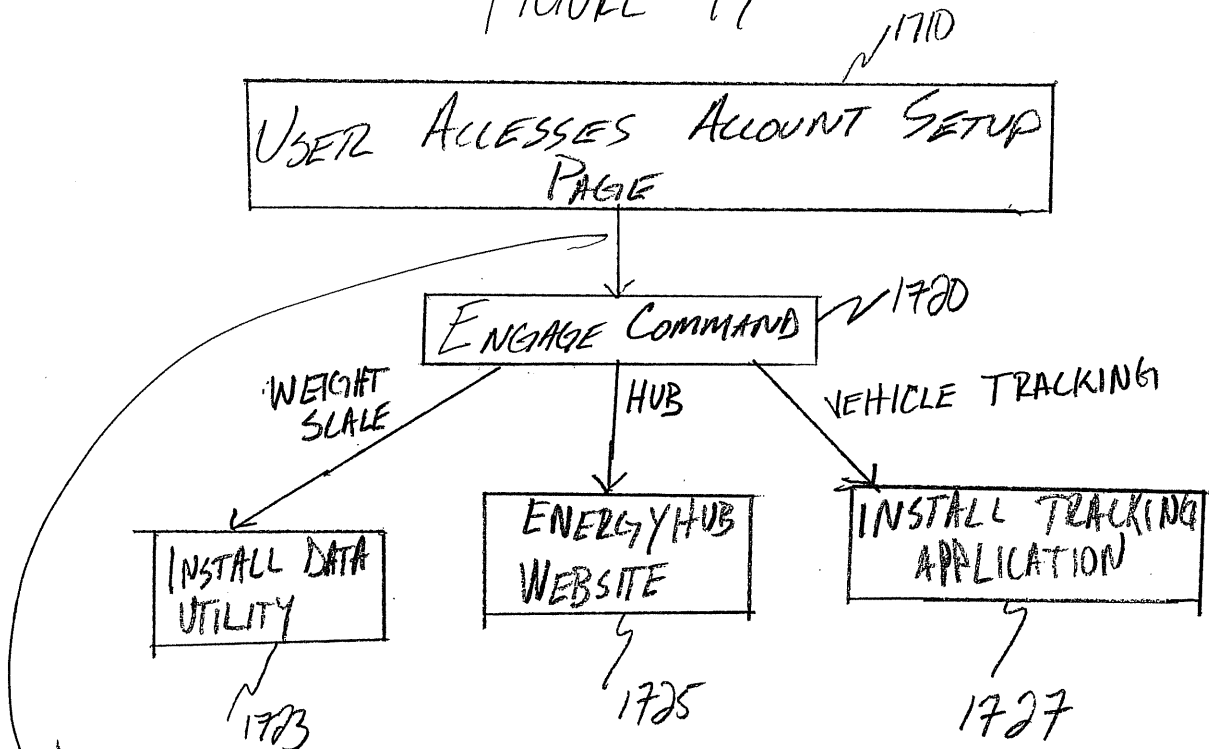 FIGURE 17
1710
USER ACCESSES ACCOUNT SETUP
PAGE
ENGAGE COMMAND
1720
WEIGHT
SCALE
HUB
VEHICLE TRACKING
INSTALL DATA
UTILITY
ENERGYHUB
WEBSITE
INSTALL TRACKING
APPLICATION
1723
1725
1727